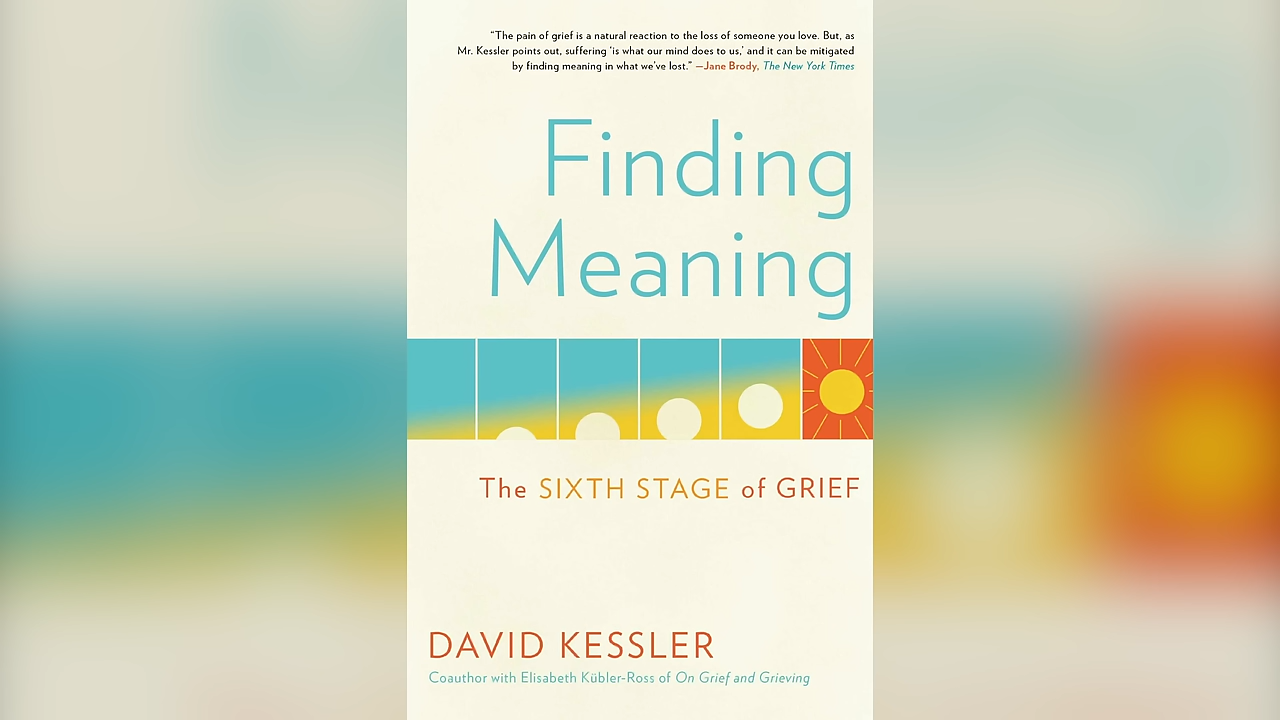 “The pain of grief is a natural reaction to the loss of someone you love. But, as
Mr. Kessler points out, suffering ‘is what our mind does to us,’ and it can be mitigated
by finding meaning in what we’ve lost.” —Jane Brody, The New York Times
Finding
Meaning
The SIXTH STAGE of GRIEF
DAVID KESSLER
Coauthor with Elisabeth Kübler-Ross of On Grief and Grieving